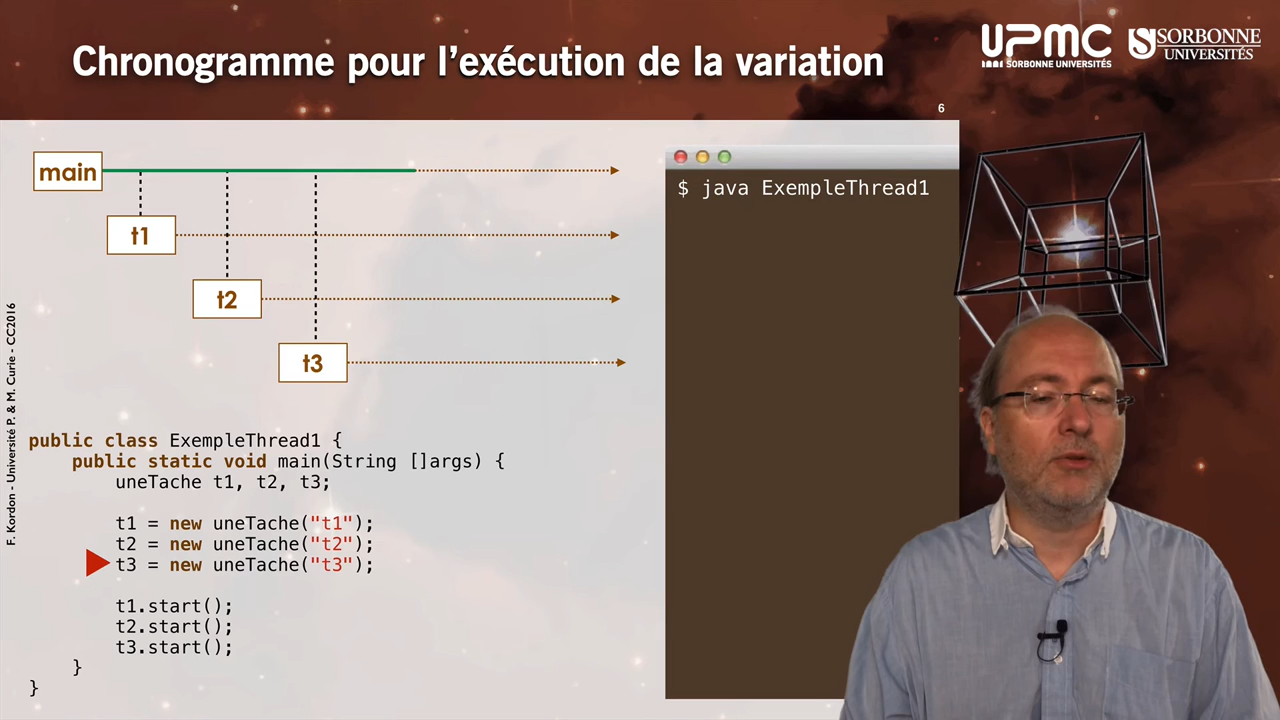 Chronogramme pour l'exécution de la variation
UPMC
SORBONNE UNIVERSITÉS
SORBONNE
UNIVERSITÉS
6
main
t1
t2
t3
$ java ExempleThread1
F. Kordon - Université P. & M. Curie - CC2016
public class ExempleThread1 {
    public static void main(String []args) {
        uneTache t1, t2, t3;
        t1 = new uneTache("t1");
        t2 = new uneTache("t2");
        t3 = new uneTache("t3");
        t1.start();
        t2.start();
        t3.start();
    }
}